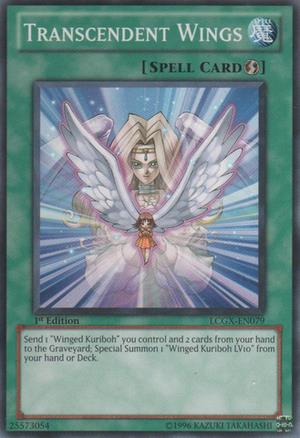 TRANSCENDENT WINGS
魔
[SPELL CARD]
1st Edition
LCGX-EN079
Send 1 "Winged Kuriboh" you control and 2 cards from your hand
to the Graveyard; Special Summon 1 "Winged Kuriboh LV10" from
your hand or Deck.
25573054
©1996 KAZUKI TAKAHASHI